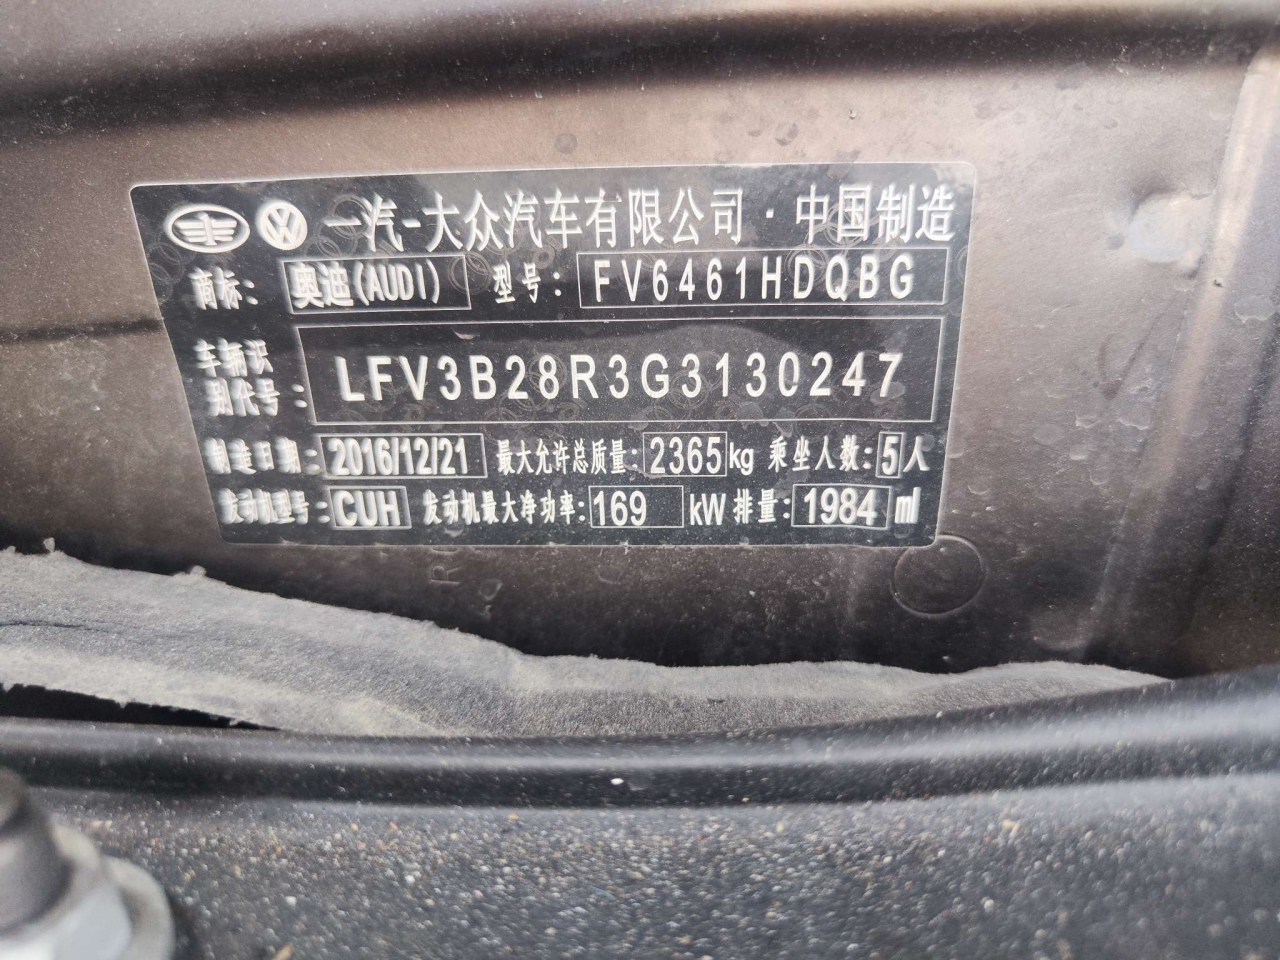 一汽-大众汽车有限公司·中国制造
商标: 奥迪(AUDI) 型号: FV6461HDQBG
车辆识别代号: LFV3B28R3G3130247
制造日期: 2016/12/21 最大允许总质量: 2365kg 乘坐人数: 5人
发动机型号: CUH 发动机最大净功率: 169 kW 排量: 1984 ml